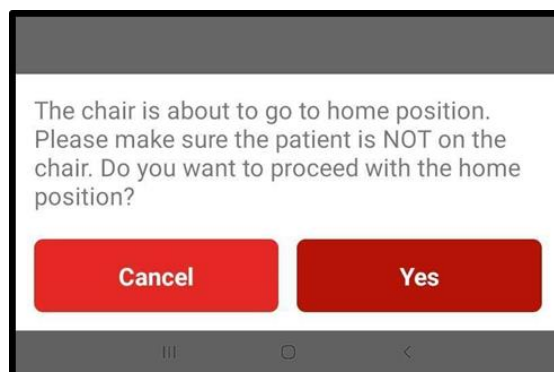 The chair is about to go to home position.
Please make sure the patient is NOT on the
chair. Do you want to proceed with the home
position?
Cancel
Yes